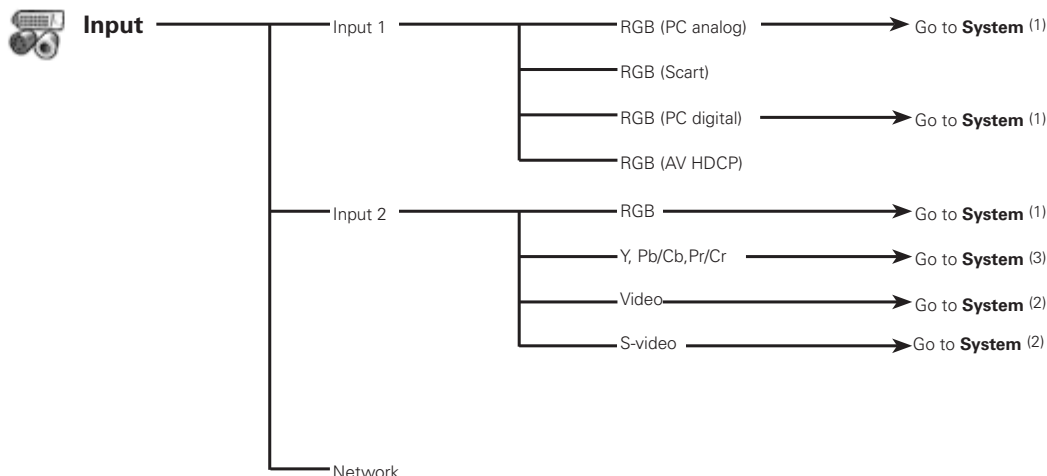 Input
Input 1
RGB (PC analog)
Go to System (1)
RGB (Scart)
RGB (PC digital)
Go to System (1)
RGB (AV HDCP)
Input 2
RGB
Go to System (1)
Y, Pb/Cb,Pr/Cr
Go to System (3)
Video
Go to System (2)
S-video
Go to System (2)
Network